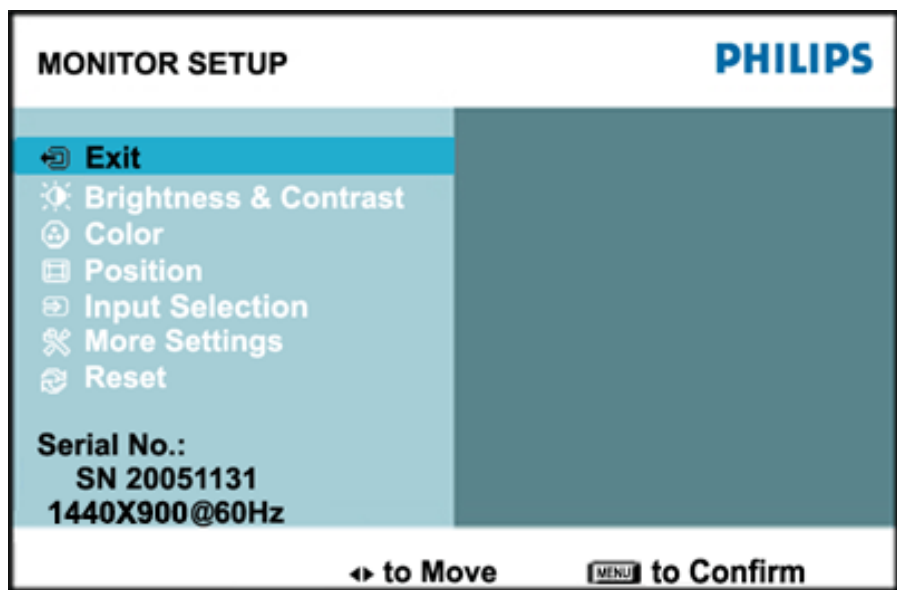 MONITOR SETUP
PHILIPS
Exit
Brightness & Contrast
Color
Position
Input Selection
More Settings
Reset
Serial No.:
SN 20051131
1440X900@60Hz
to Move
MENU to Confirm